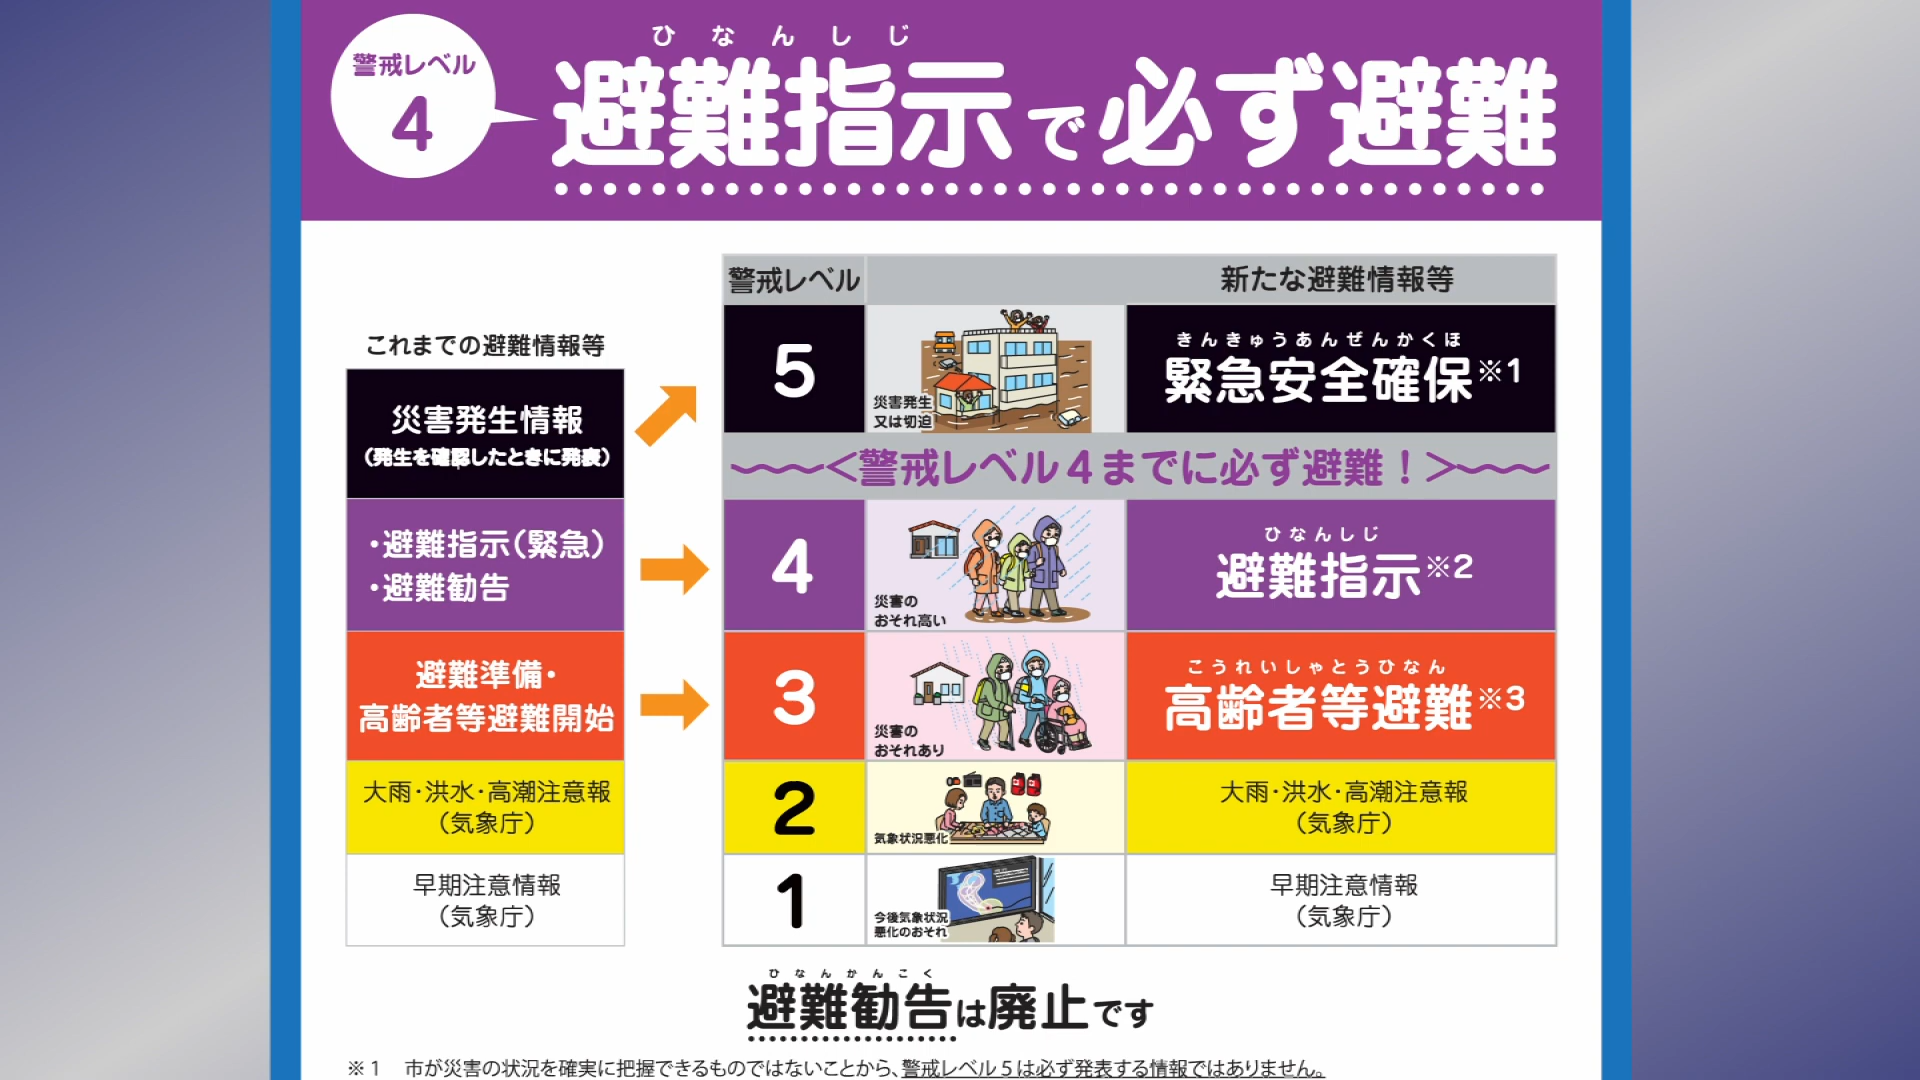 警戒レベル
4
ひなんしじ
避難指示で必ず避難
これまでの避難情報等
災害発生情報
(発生を確認したときに発表)
・避難指示(緊急)
・避難勧告
避難準備・
高齢者等避難開始
大雨・洪水・高潮注意報
(気象庁)
早期注意情報
(気象庁)
警戒レベル
新たな避難情報等
5
災害発生
又は切迫
きんきゅうあんぜんかくほ
緊急安全確保※1
<警戒レベル4までに必ず避難!>
4
災害の
おそれ高い
ひなんしじ
避難指示※2
3
災害の
おそれあり
こうれいしゃとうひなん
高齢者等避難※3
2
気象状況悪化
大雨・洪水・高潮注意報
(気象庁)
1
今後気象状況
悪化のおそれ
早期注意情報
(気象庁)
ひなんかんこく
避難勧告は廃止です
※1 市が災害の状況を確実に把握できるものではないことから、警戒レベル5は必ず発表する情報ではありません。